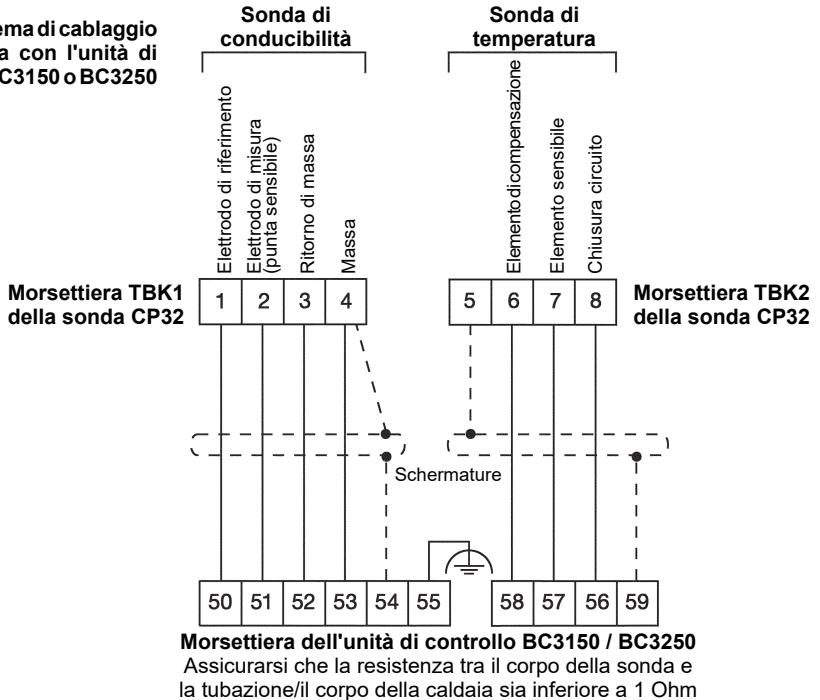 ema di cablaggio
a con l'unità di
C3150 o BC3250
Sonda di
conducibilità
Sonda di
temperatura
Elettrodo di riferimento
Elettrodo di misura
(punta sensibile)
Ritorno di massa
Massa
Elemento di compensazione
Elemento sensibile
Chiusura circuito
Morsettiera TBK1
della sonda CP32
1 2 3 4
5 6 7 8
Morsettiera TBK2
della sonda CP32
Schermature
50 51 52 53 54 55
58 57 56 59
Morsettiera dell'unità di controllo BC3150 / BC3250
Assicurarsi che la resistenza tra il corpo della sonda e
la tubazione/il corpo della caldaia sia inferiore a 1 Ohm